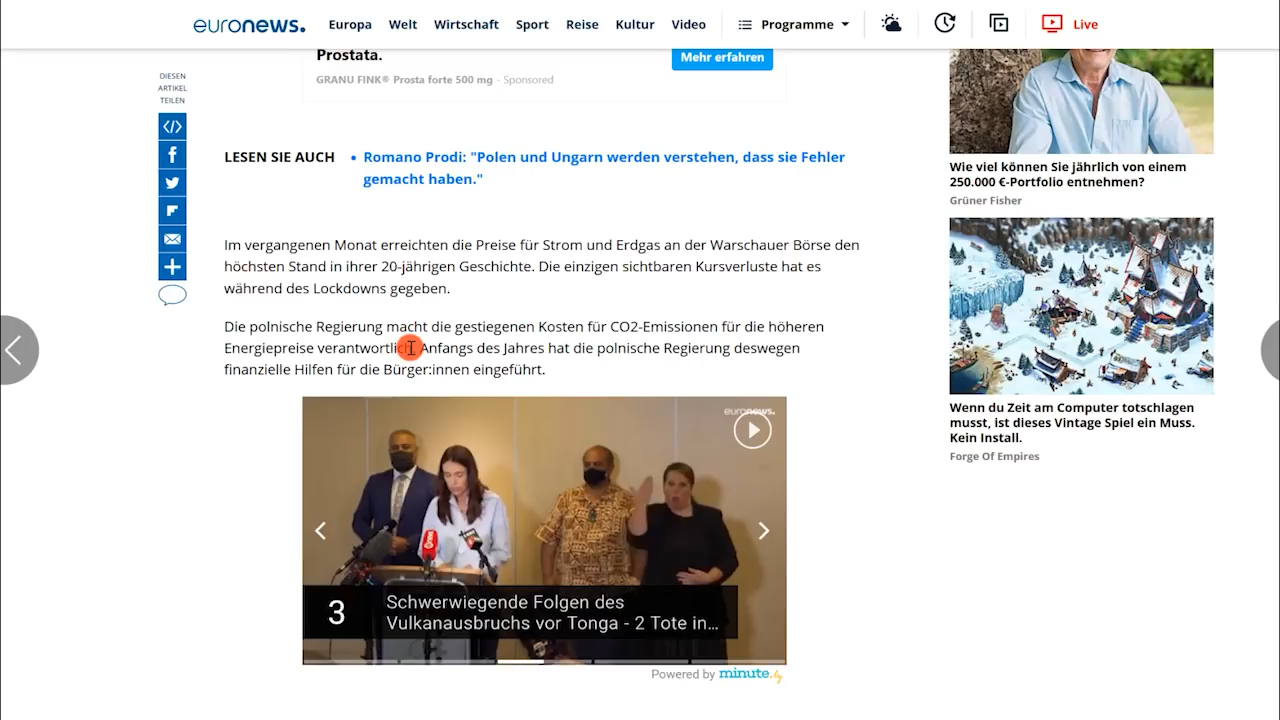 euronews.
Europa Welt Wirtschaft Sport Reise Kultur Video Programme Live
Prostata.
GRANU FINK® Prosta forte 500 mg - Sponsored
Mehr erfahren
DIESEN
ARTIKEL
TEILEN
LESEN SIE AUCH • Romano Prodi: "Polen und Ungarn werden verstehen, dass sie Fehler
gemacht haben."
Im vergangenen Monat erreichten die Preise für Strom und Erdgas an der Warschauer Börse den
höchsten Stand in ihrer 20-jährigen Geschichte. Die einzigen sichtbaren Kursverluste hat es
während des Lockdowns gegeben.
Die polnische Regierung macht die gestiegenen Kosten für CO2-Emissionen für die höheren
Energiepreise verantwortlich. Anfangs des Jahres hat die polnische Regierung deswegen
finanzielle Hilfen für die Bürger:innen eingeführt.
euronews.
3
Schwerwiegende Folgen des
Vulkanausbruchs vor Tonga - 2 Tote in...
Powered by minute.ly
Wie viel können Sie jährlich von einem
250.000 €-Portfolio entnehmen?
Grüner Fisher
Wenn du Zeit am Computer totschlagen
musst, ist dieses Vintage Spiel ein Muss.
Kein Install.
Forge Of Empires